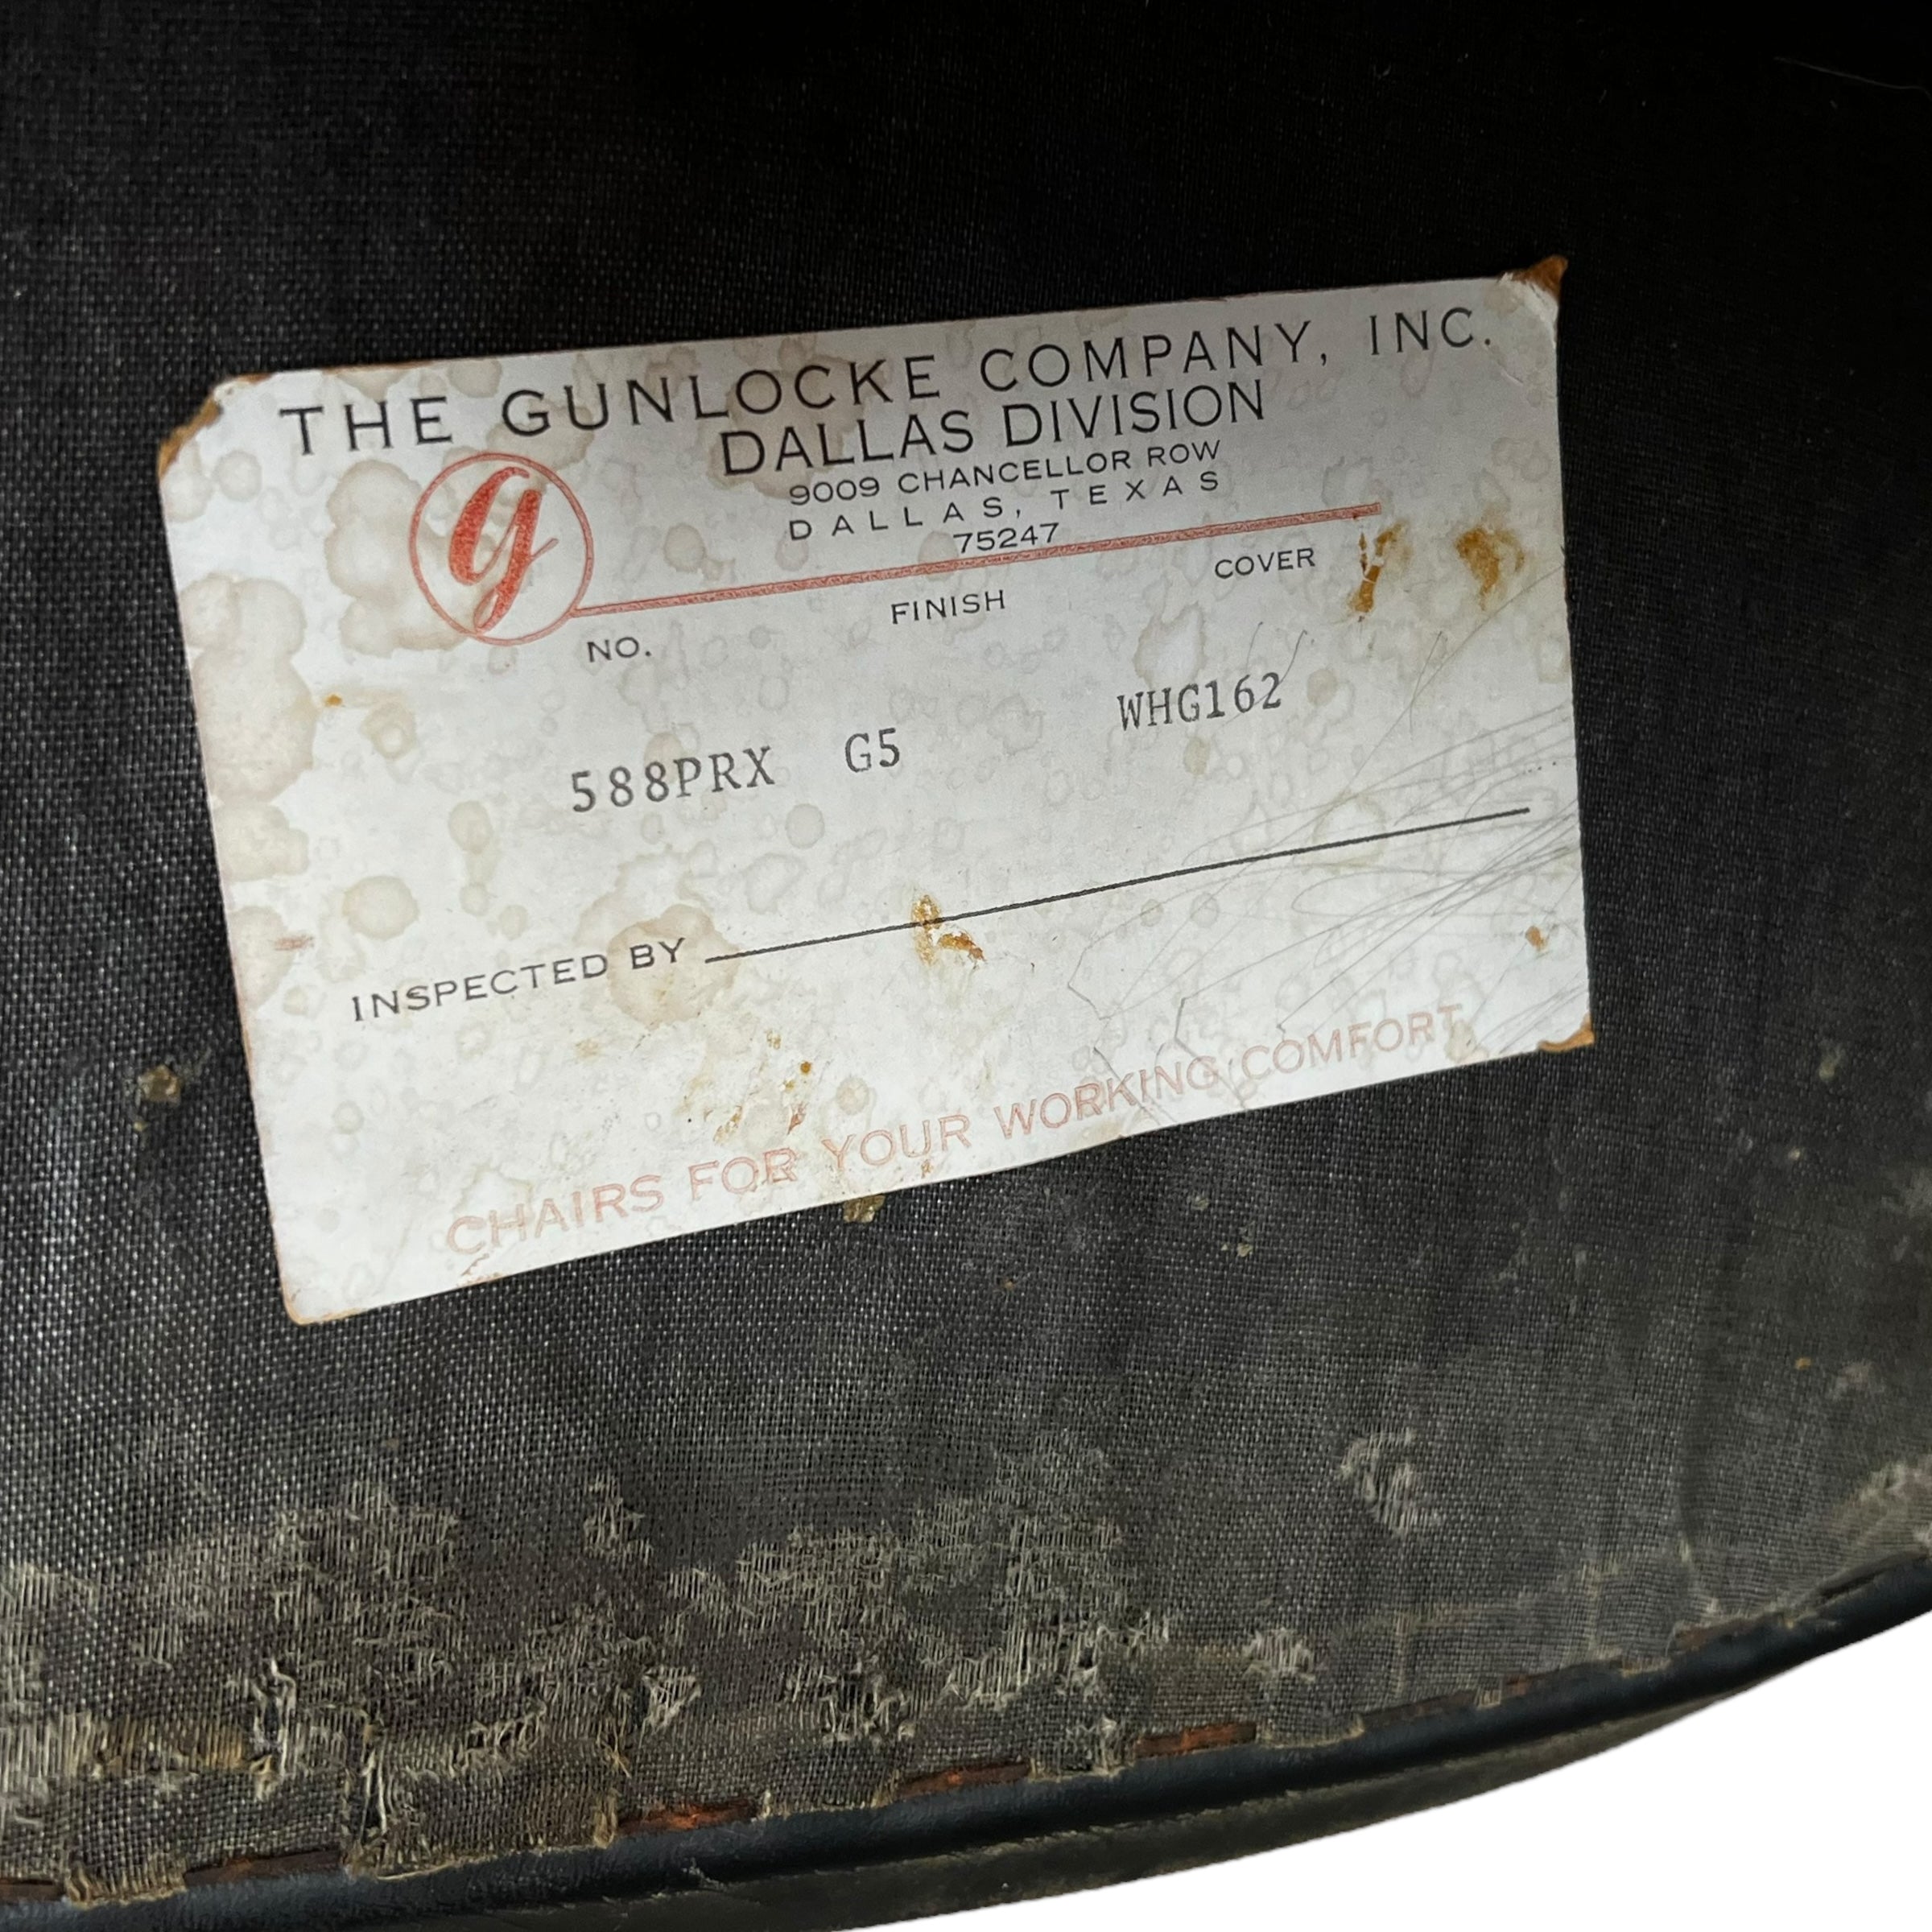 THE GUNLOCKE COMPANY, INC.
DALLAS DIVISION
9009 CHANCELLOR ROW
DALLAS, TEXAS
75247
g
NO. FINISH COVER
588PRX G5 WHG162
INSPECTED BY
CHAIRS FOR YOUR WORKING COMFORT